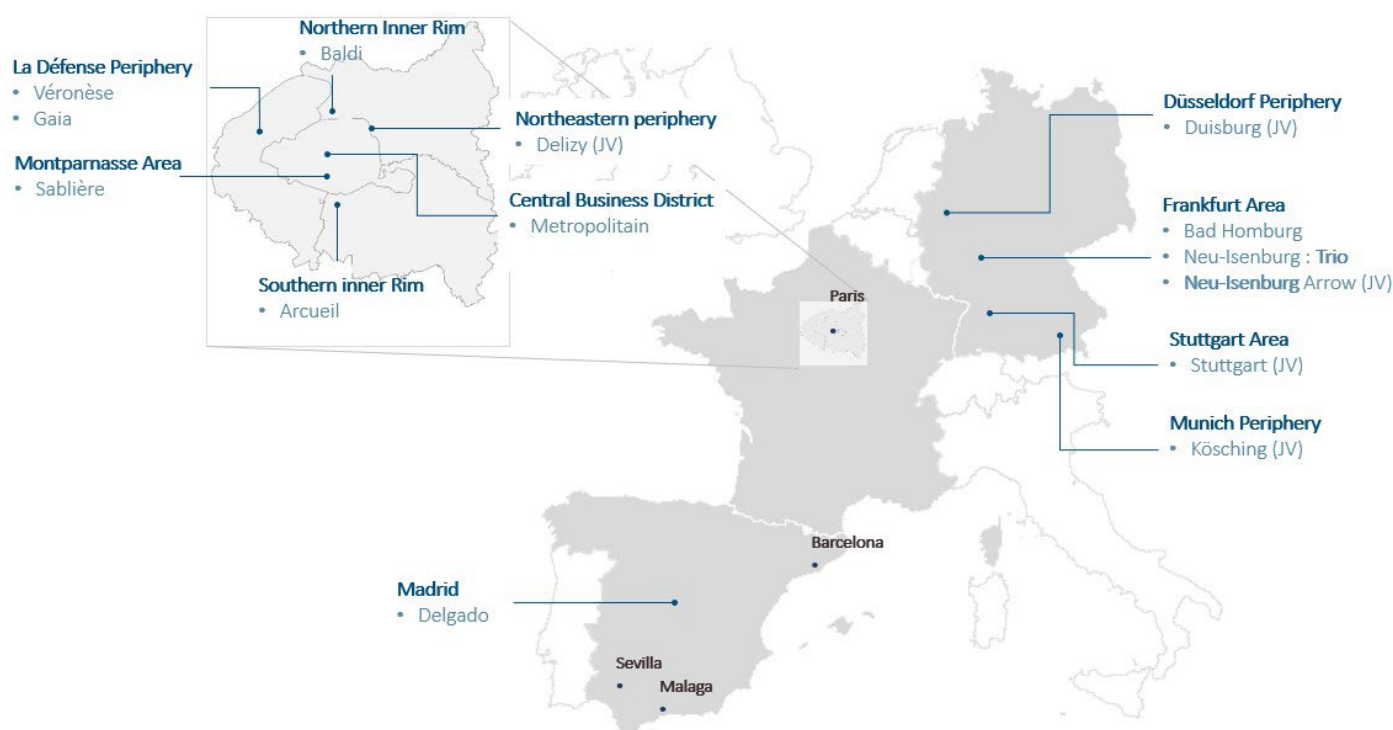 Northern Inner Rim
• Baldi
La Défense Periphery
• Véronèse
• Gaia
Northeastern periphery
• Delizy (JV)
Montparnasse Area
• Sablière
Central Business District
• Metropolitain
Southern inner Rim
• Arcueil
Paris
Düsseldorf Periphery
• Duisburg (JV)
Frankfurt Area
• Bad Homburg
• Neu-Isenburg : Trio
• Neu-Isenburg Arrow (JV)
Stuttgart Area
• Stuttgart (JV)
Munich Periphery
• Kösching (JV)
Barcelona
Madrid
• Delgado
Sevilla
Malaga